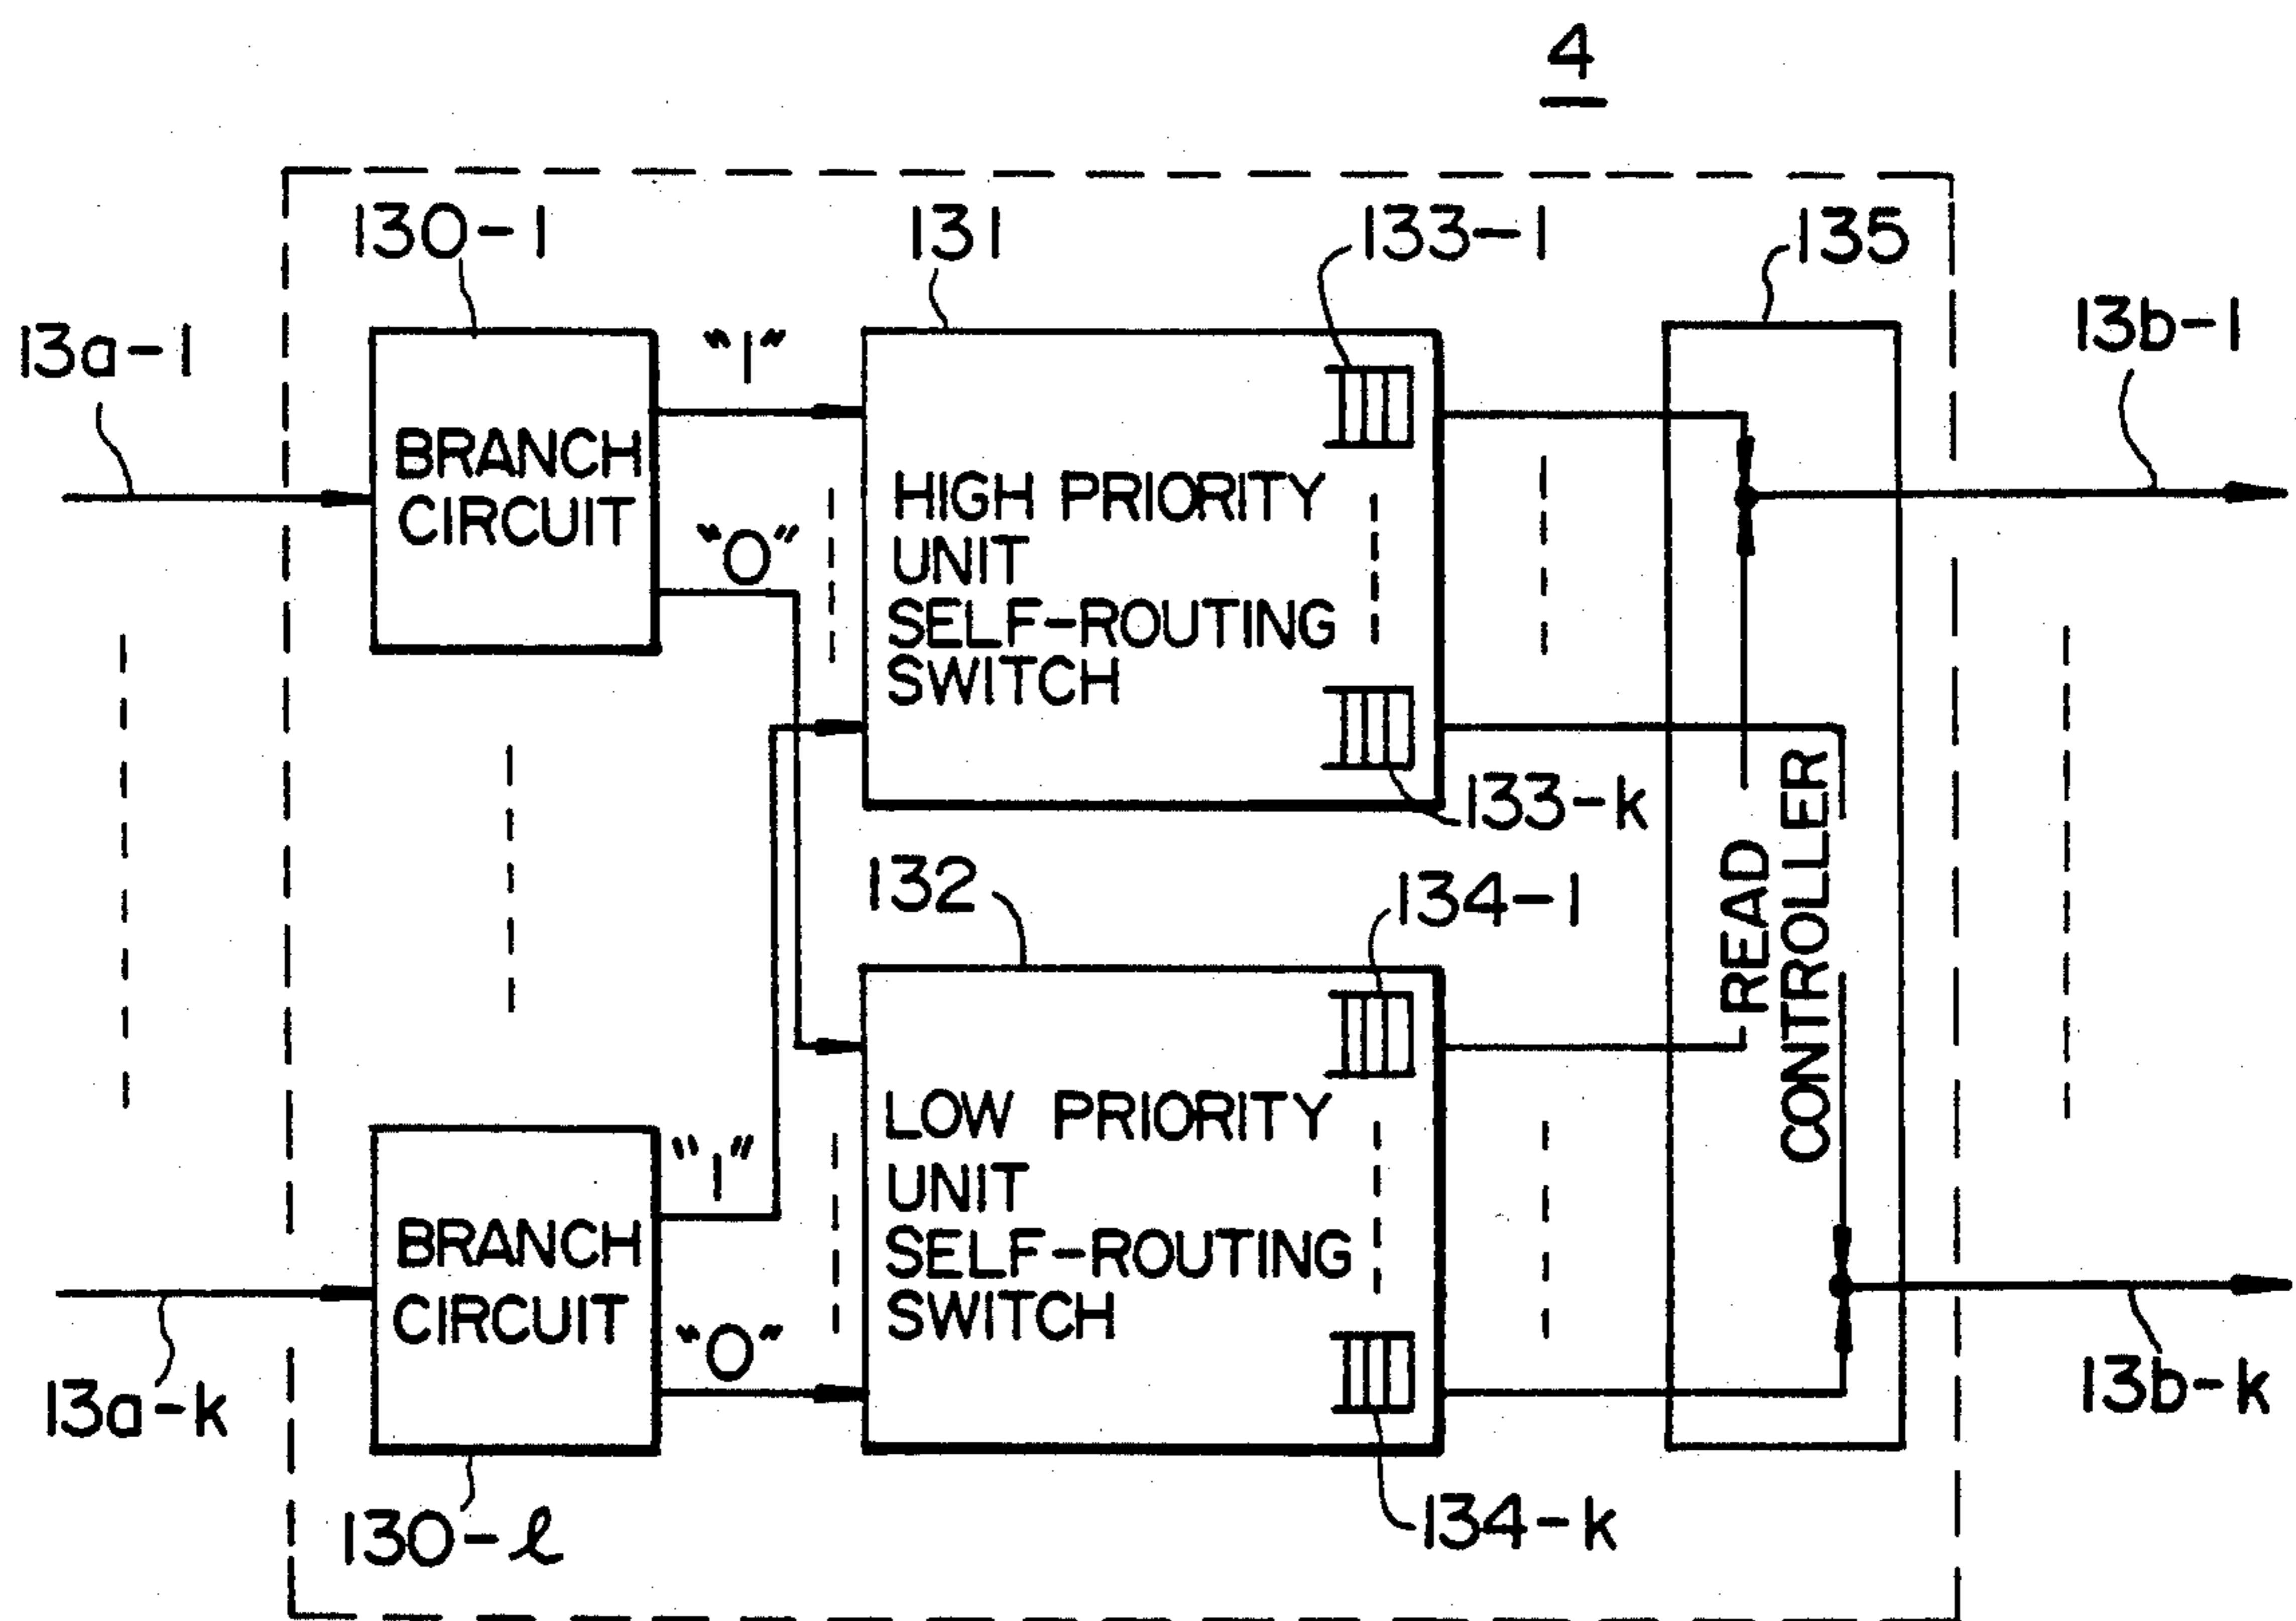 4
130-1
131
133-1
135
13a-1
"1"
13b-1
BRANCH
CIRCUIT
"0"
HIGH PRIORITY
UNIT
SELF-ROUTING
SWITCH
133-k
132
134-1
READ
CONTROLLER
LOW PRIORITY
UNIT
SELF-ROUTING
SWITCH
"1"
BRANCH
CIRCUIT
"0"
13a-k
13b-k
130-ℓ
134-k